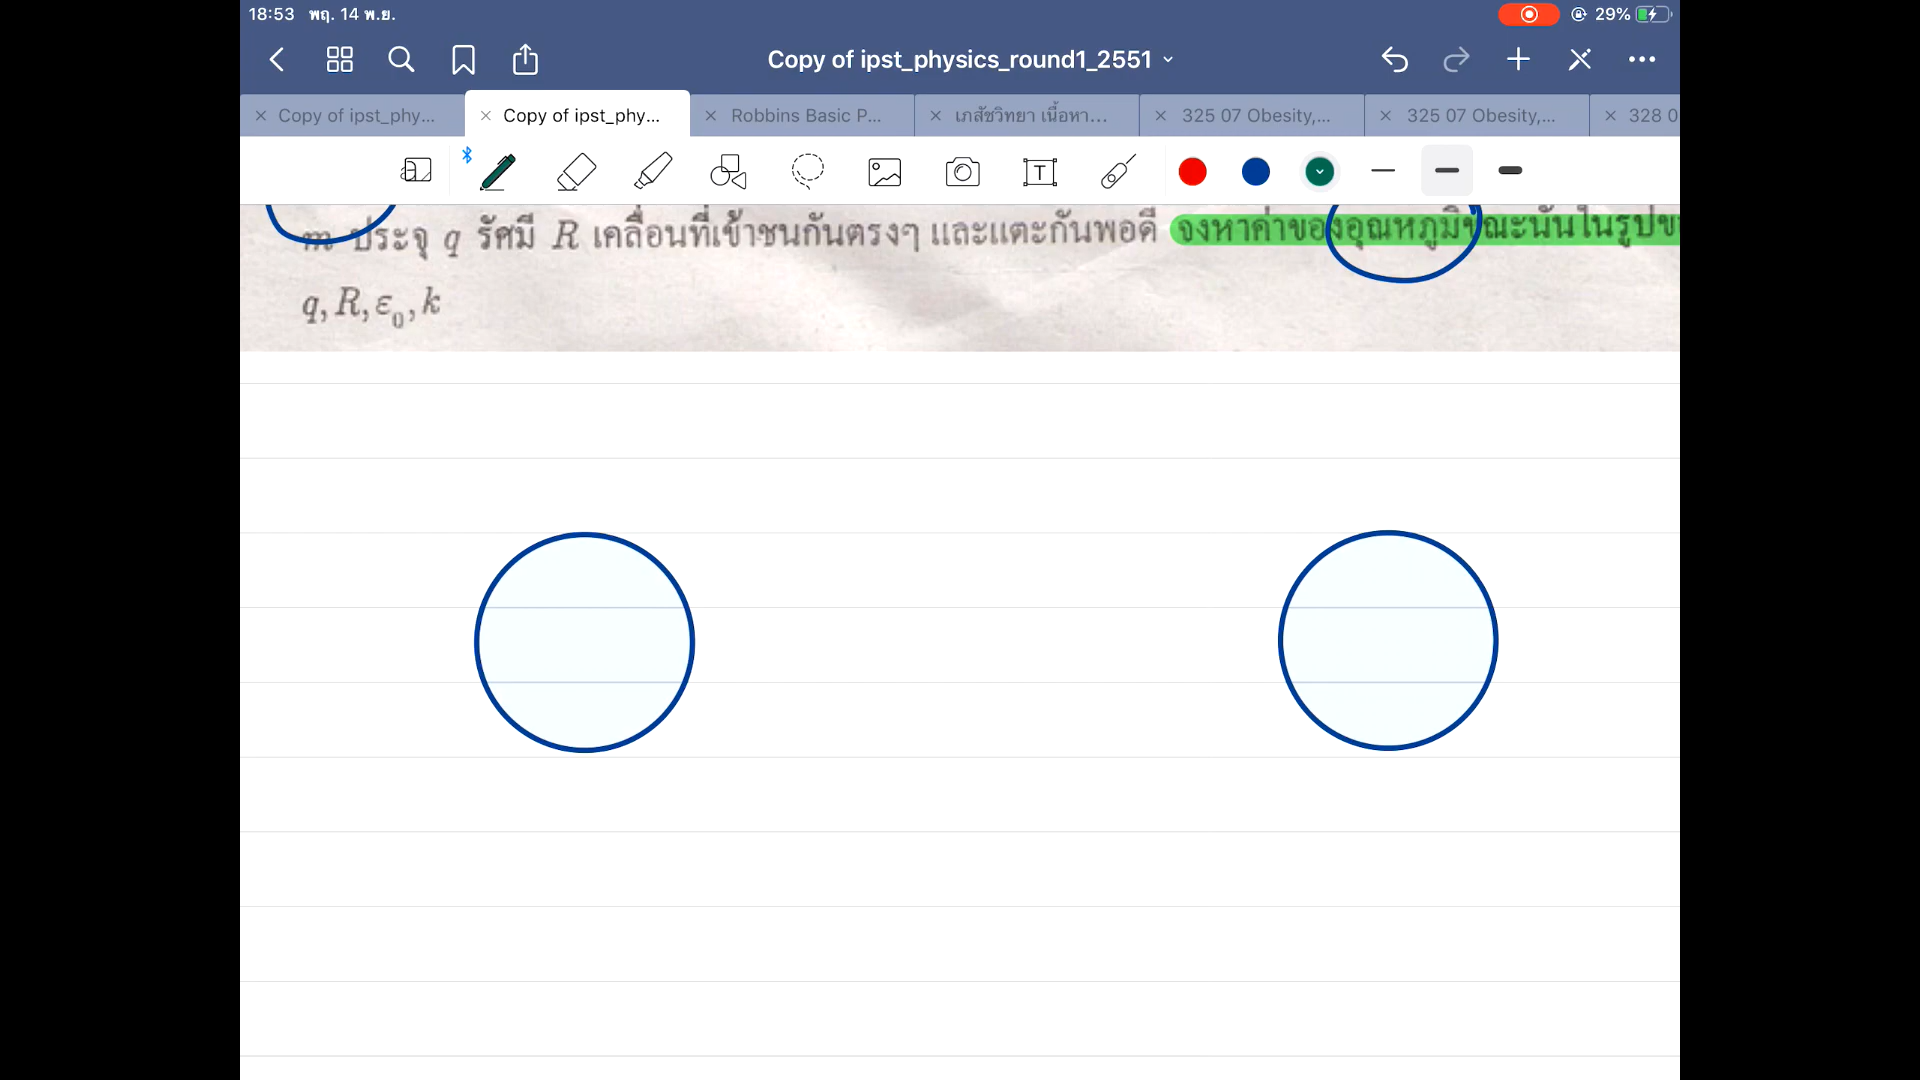 18:53 พฤ. 14 พ.ย.
29%
Copy of ipst_physics_round1_2551
Copy of ipst_phy...
Copy of ipst_phy...
Robbins Basic P...
เภสัชวิทยา เนื้อหา...
325 07 Obesity,...
325 07 Obesity,...
328 0
m ประจุ q รัศมี R เคลื่อนที่เข้าชนกันตรงๆ และแตะกันพอดี จงหาค่าของอุณหภูมิขณะนั้นในรูปข
q, R, ε₀, k